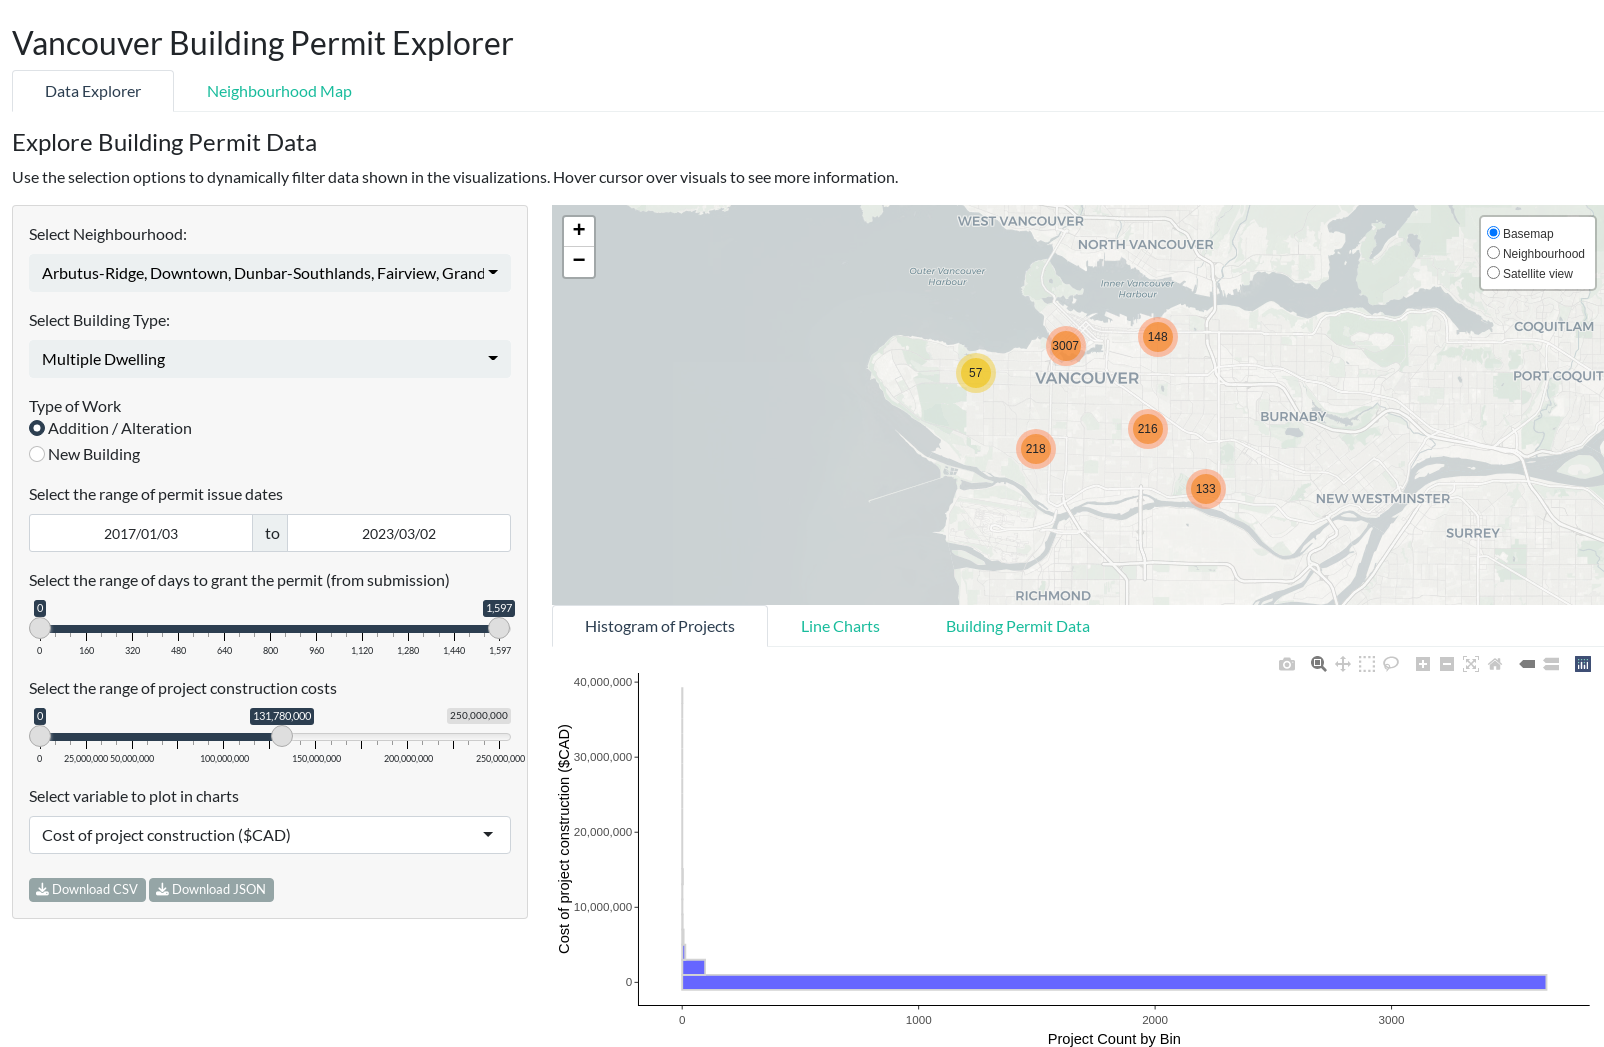 Vancouver Building Permit Explorer
Data Explorer
Neighbourhood Map
Explore Building Permit Data
Use the selection options to dynamically filter data shown in the visualizations. Hover cursor over visuals to see more information.
Select Neighbourhood:
Arbutus-Ridge, Downtown, Dunbar-Southlands, Fairview, Grand
Select Building Type:
Multiple Dwelling
Type of Work
Addition / Alteration
New Building
Select the range of permit issue dates
2017/01/03 to 2023/03/02
Select the range of days to grant the permit (from submission)
0 1,597
0 160 320 480 640 800 960 1,120 1,280 1,440 1,597
Select the range of project construction costs
0 131,780,000 250,000,000
0 25,000,000 50,000,000 100,000,000 150,000,000 200,000,000 250,000,000
Select variable to plot in charts
Cost of project construction ($CAD)
Download CSV Download JSON
+
−
WEST VANCOUVER
NORTH VANCOUVER
Outer Vancouver
Harbour
Inner Vancouver
Harbour
Basemap
Neighbourhood
Satellite view
COQUITLAM
148
3007
57
VANCOUVER
PORT COQUIT
BURNABY
216
218
133
NEW WESTMINSTER
SURREY
RICHMOND
Histogram of Projects
Line Charts
Building Permit Data
40,000,000
30,000,000
20,000,000
10,000,000
0
Cost of project construction ($CAD)
0 1000 2000 3000
Project Count by Bin